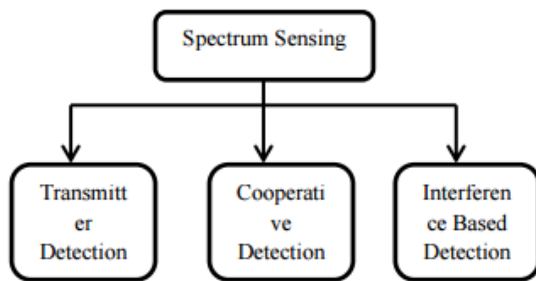 Spectrum Sensing
Transmitt
er
Detection
Cooperati
ve
Detection
Interferen
ce Based
Detection